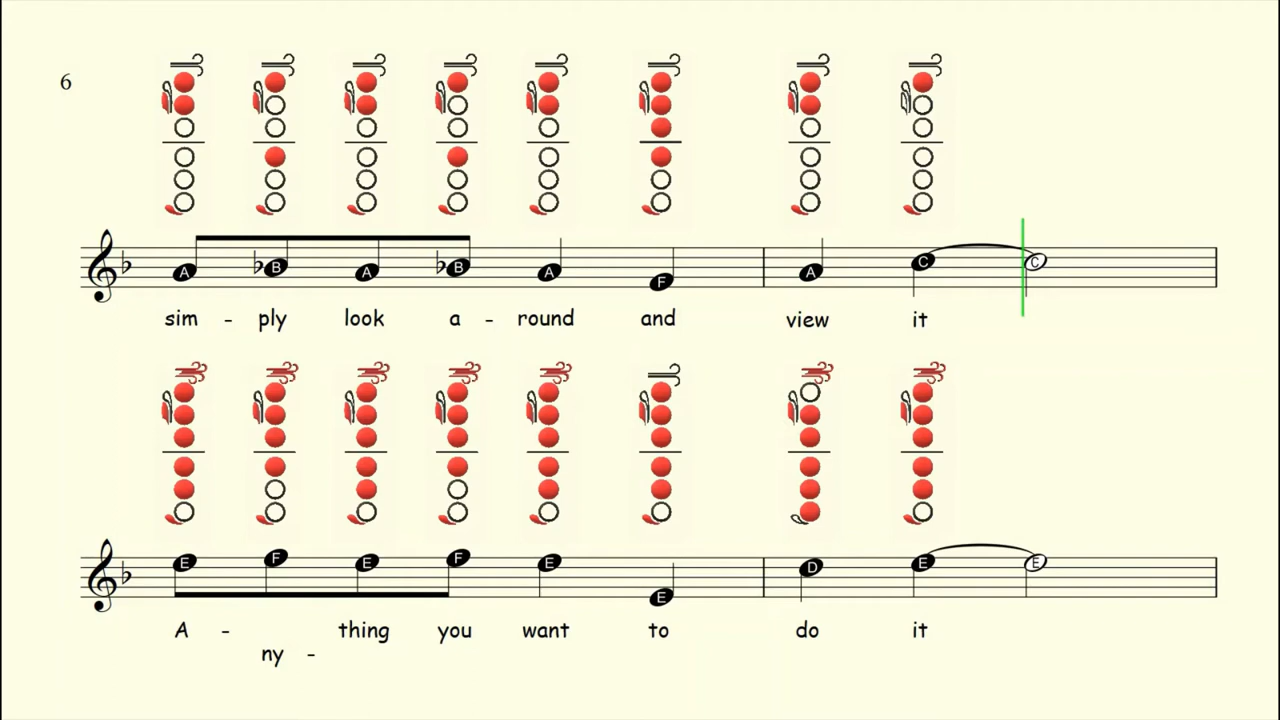 6
A B A B A F A C C
sim - ply look a - round and view it
E F E F E E D E E
A - thing you want to do it
ny -